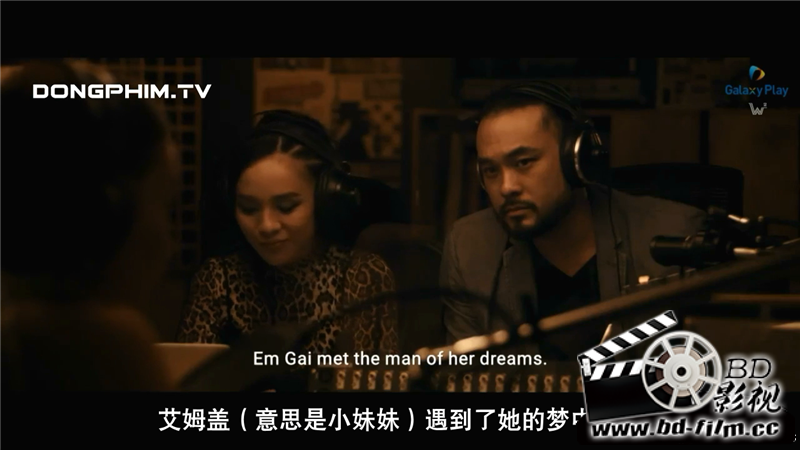 DONGPHIM.TV
Galaxy Play
Em Gai met the man of her dreams.
BD
影视
艾姆盖（意思是小妹妹）遇到了她的梦中
www.bd-film.cc